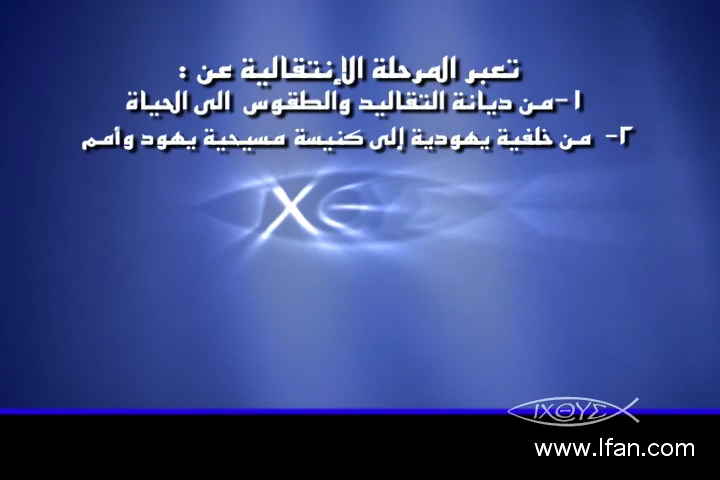 تعبر المرحلة الإنتقالية عن :
١- من ديانة التقاليد والطقوس الى الحياة
٢- من خلفية يهودية إلى كنيسة مسيحية يهود وأمم
ΙΧΘΥΣ
ΙΧΘΥΣ
www.lfan.com